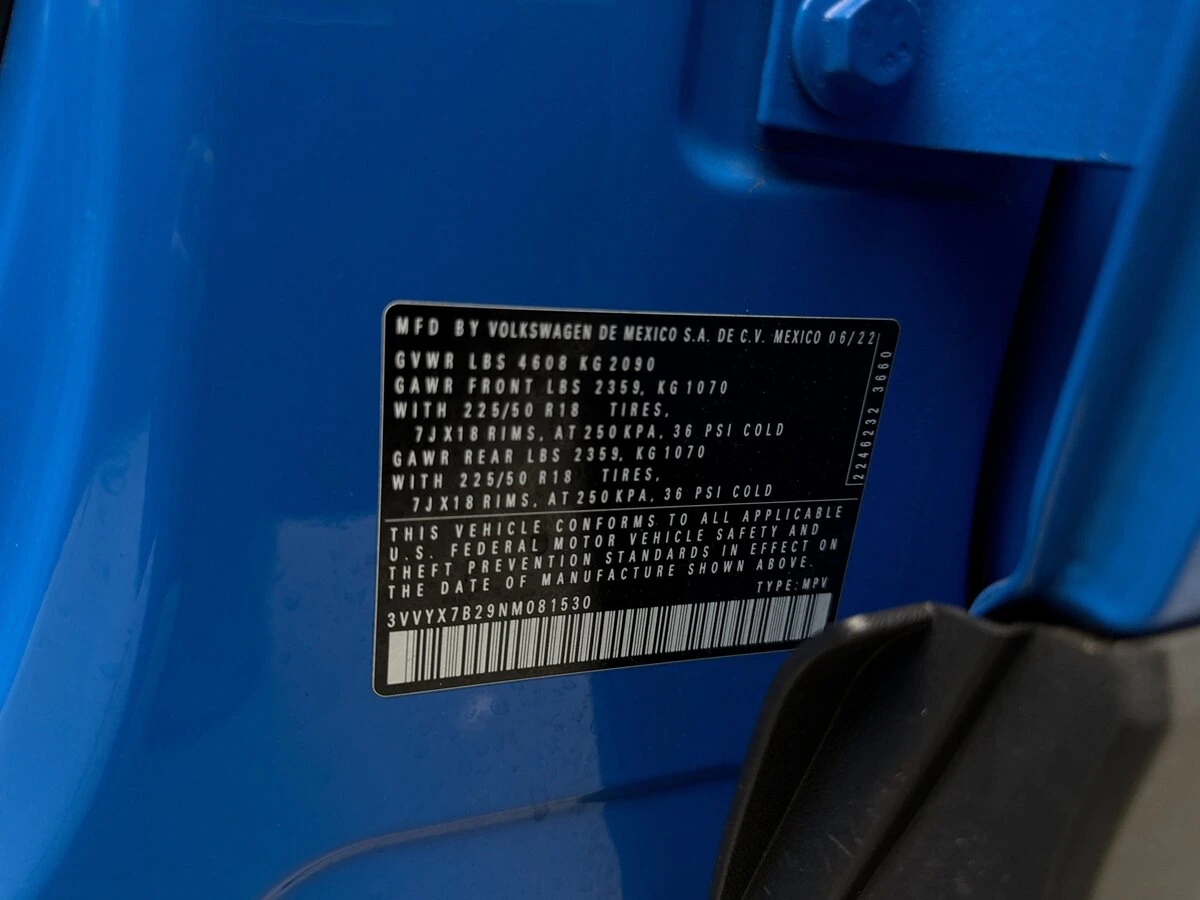 MFD BY VOLKSWAGEN DE MEXICO S.A. DE C.V. MEXICO 06/22
GVWR LBS 4608 KG 2090
GAWR FRONT LBS 2359, KG 1070
WITH 225/50 R18 TIRES,
7JX18 RIMS, AT 250 KPA, 36 PSI COLD
GAWR REAR LBS 2359, KG 1070
WITH 225/50 R18 TIRES,
7JX18 RIMS, AT 250 KPA, 36 PSI COLD
2246232 3660
THIS VEHICLE CONFORMS TO ALL APPLICABLE
U.S. FEDERAL MOTOR VEHICLE SAFETY AND
THEFT PREVENTION STANDARDS IN EFFECT ON
THE DATE OF MANUFACTURE SHOWN ABOVE.
TYPE: MPV
3VVYX7B29NM081530